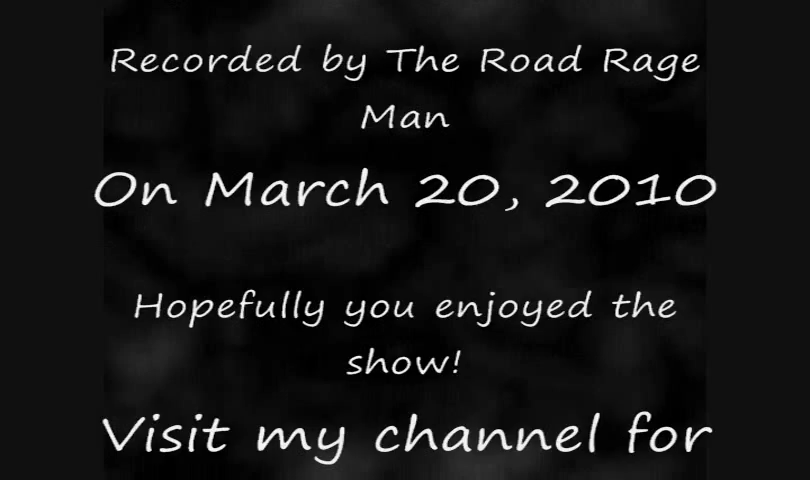 Recorded by The Road Rage
Man
On March 20, 2010
Hopefully you enjoyed the
show!
Visit my channel for